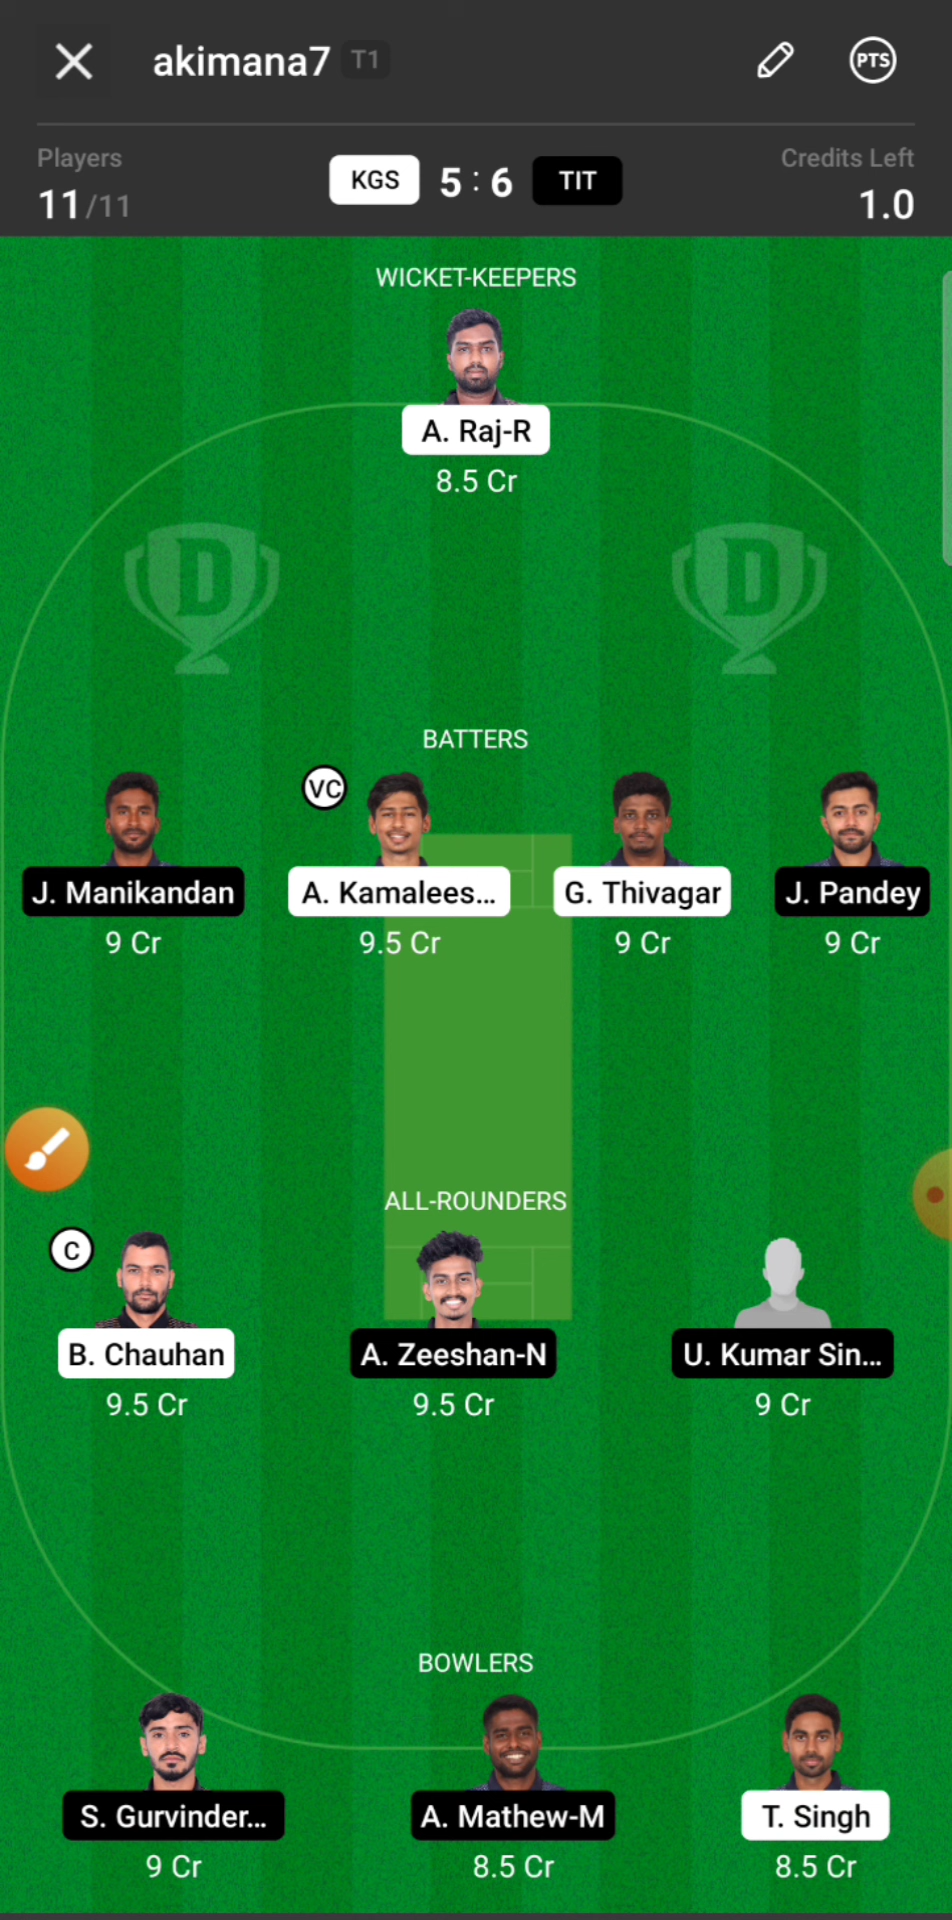 akimana7 T1 PTS
Players KGS 5 : 6 TIT Credits Left
11/11 1.0
WICKET-KEEPERS
A. Raj-R
8.5 Cr
D D
BATTERS
VC
J. Manikandan A. Kamalees... G. Thivagar J. Pandey
9 Cr 9.5 Cr 9 Cr 9 Cr
ALL-ROUNDERS
C
B. Chauhan A. Zeeshan-N U. Kumar Sin...
9.5 Cr 9.5 Cr 9 Cr
BOWLERS
S. Gurvinder... A. Mathew-M T. Singh
9 Cr 8.5 Cr 8.5 Cr